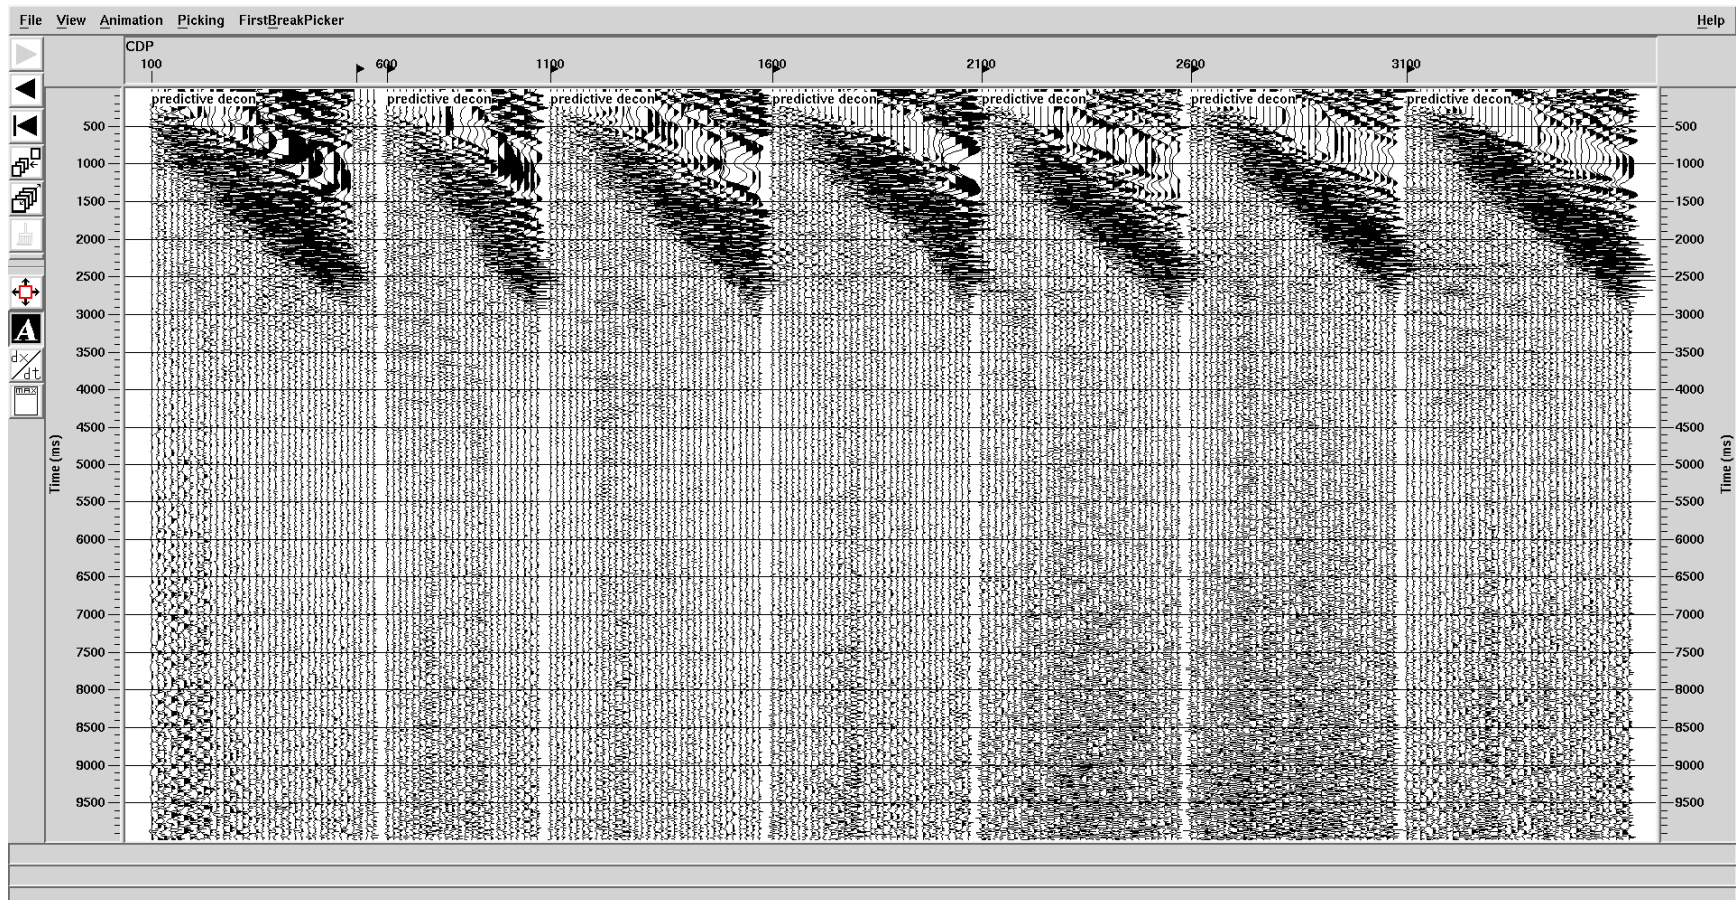 File View Animation Picking FirstBreakPicker Help
CDP
100 600 1100 1600 2100 2600 3100
predictive decon predictive decon predictive decon predictive decon predictive decon predictive decon predictive decon
500 500
1000 1000
1500 1500
2000 2000
2500 2500
3000 3000
3500 3500
4000 4000
4500 4500
5000 5000
5500 5500
6000 6000
6500 6500
7000 7000
7500 7500
8000 8000
8500 8500
9000 9000
9500 9500
Time (ms)
Time (ms)
A
dx/dt
max